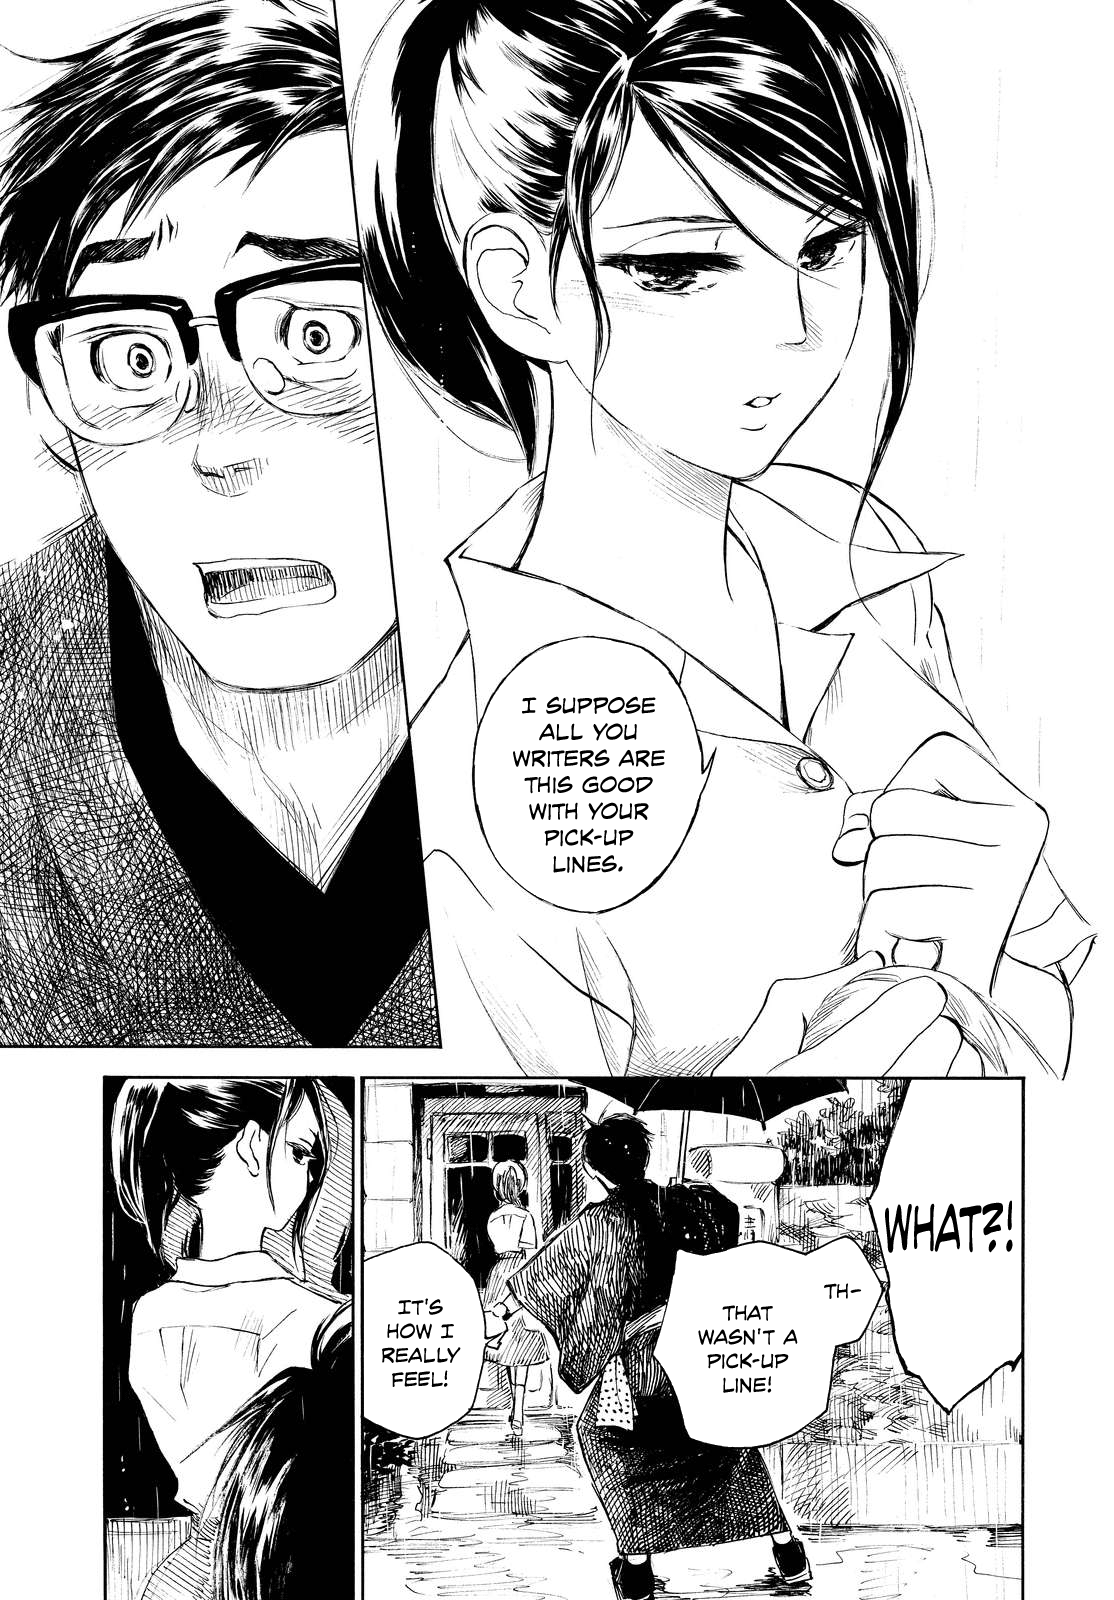 I SUPPOSE
ALL YOU
WRITERS ARE
THIS GOOD
WITH YOUR
PICK-UP
LINES.
WHAT?!
TH-
THAT
WASN'T A
PICK-UP
LINE!
IT'S
HOW I
REALLY
FEEL!